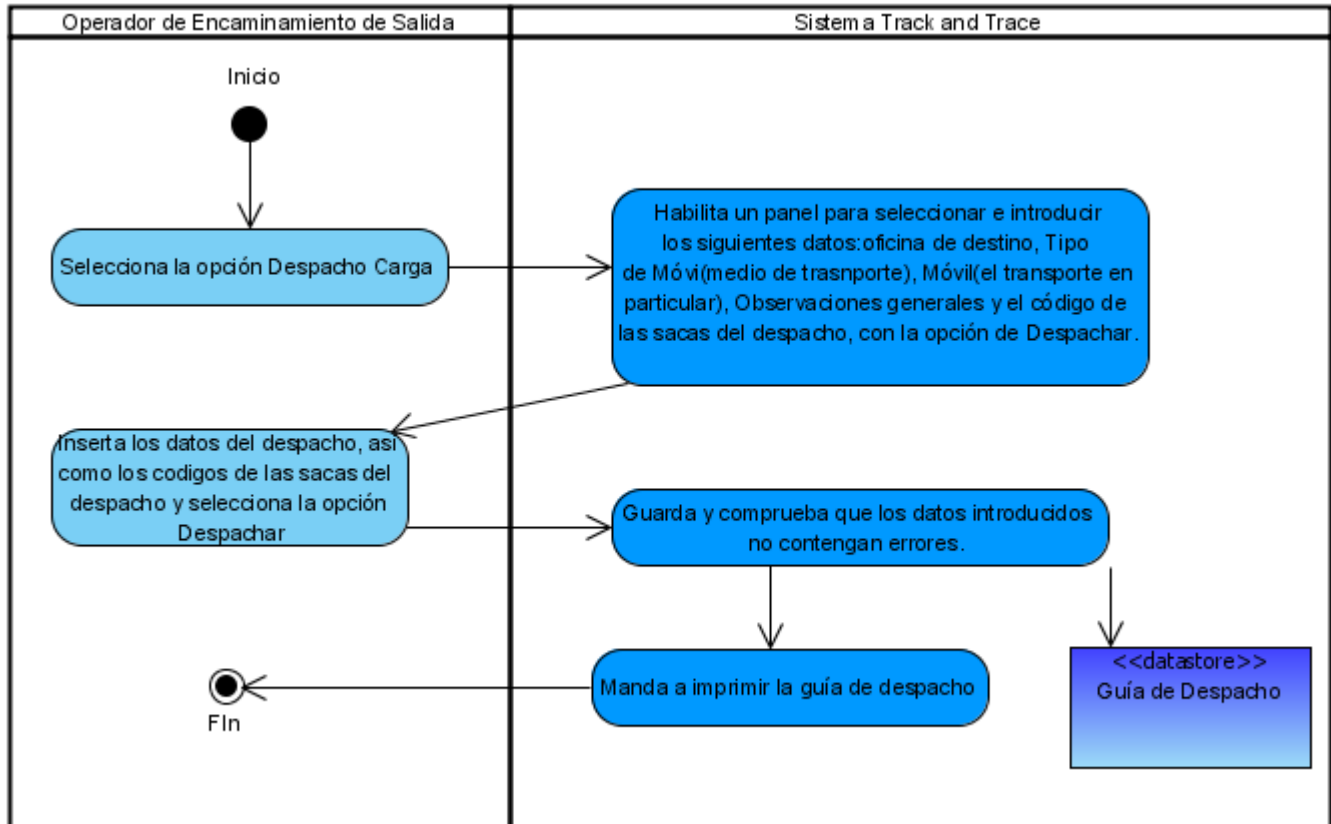 Operador de Encaminamiento de Salida
Sistema Track and Trace
Inicio
Selecciona la opción Despacho Carga
Habilita un panel para seleccionar e introducir
los siguientes datos:oficina de destino, Tipo
de Móvi(medio de trasnporte), Móvil(el transporte en
particular), Observaciones generales y el código de
las sacas del despacho, con la opción de Despachar.
Inserta los datos del despacho, asi
como los codigos de las sacas del
despacho y selecciona la opción
Despachar
Guarda y comprueba que los datos introducidos
no contengan errores.
Manda a imprimir la guía de despacho
<<datastore>>
Guía de Despacho
FIn